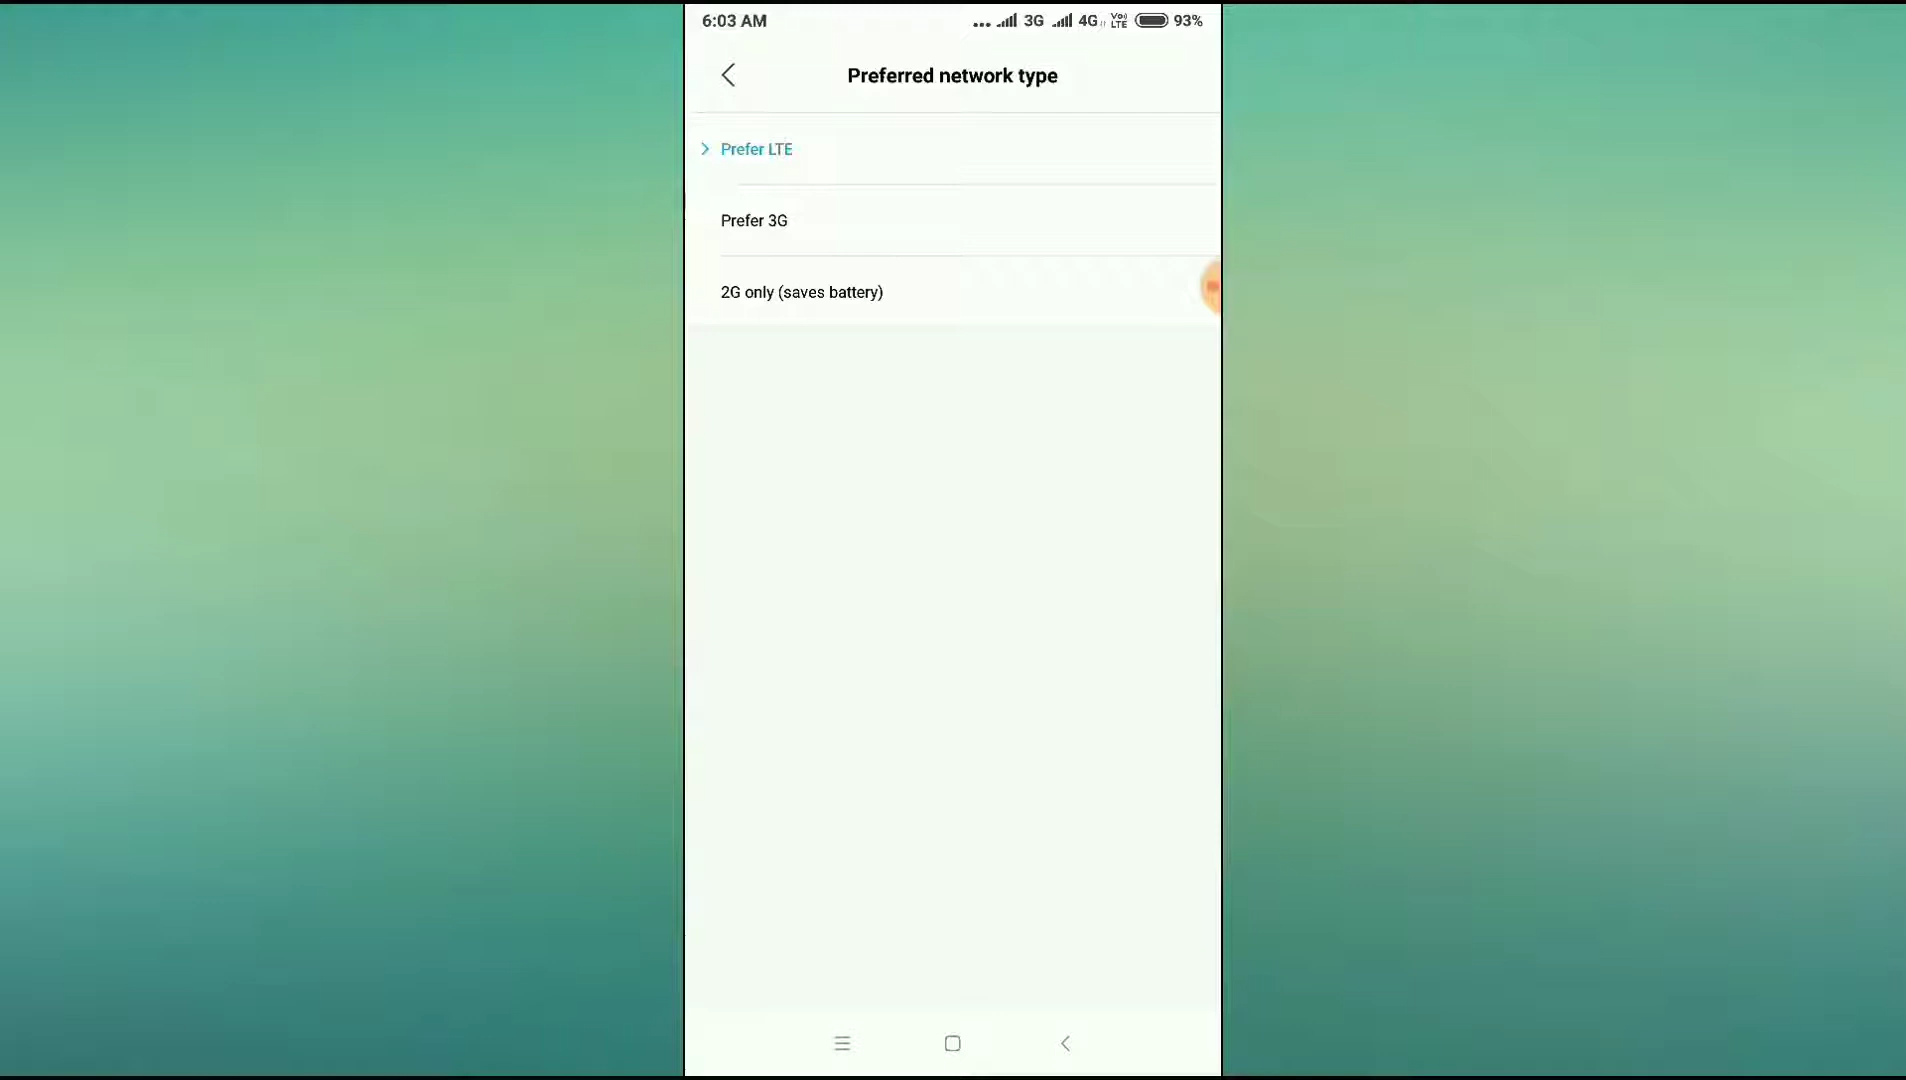 6:03 AM ... 3G 4G Vo) LTE 93%
Preferred network type
Prefer LTE
Prefer 3G
2G only (saves battery)